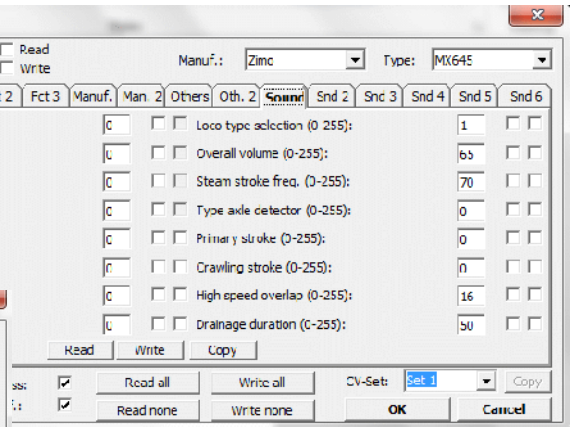 Read
Write
Manuf.: Zimo Type: MX645
2 Fct 3 Manuf. Man. 2 Others Oth. 2 Sound Snd 2 Snd 3 Snd 4 Snd 5 Snd 6
0 Loco type selection (0-255): 1
0 Overall volume (0-255): 65
0 Steam stroke freq. (0-255): 70
0 Type axle detector (0-255): 0
0 Primary stroke (0-255): 0
0 Crawling stroke (0-255): 0
0 High speed overlap (0-255): 16
0 Drainage duration (0-255): 50
Read Write Copy
ss: Read all Write all CV-Set: Set 1 Copy
.: Read none Write none OK Cancel